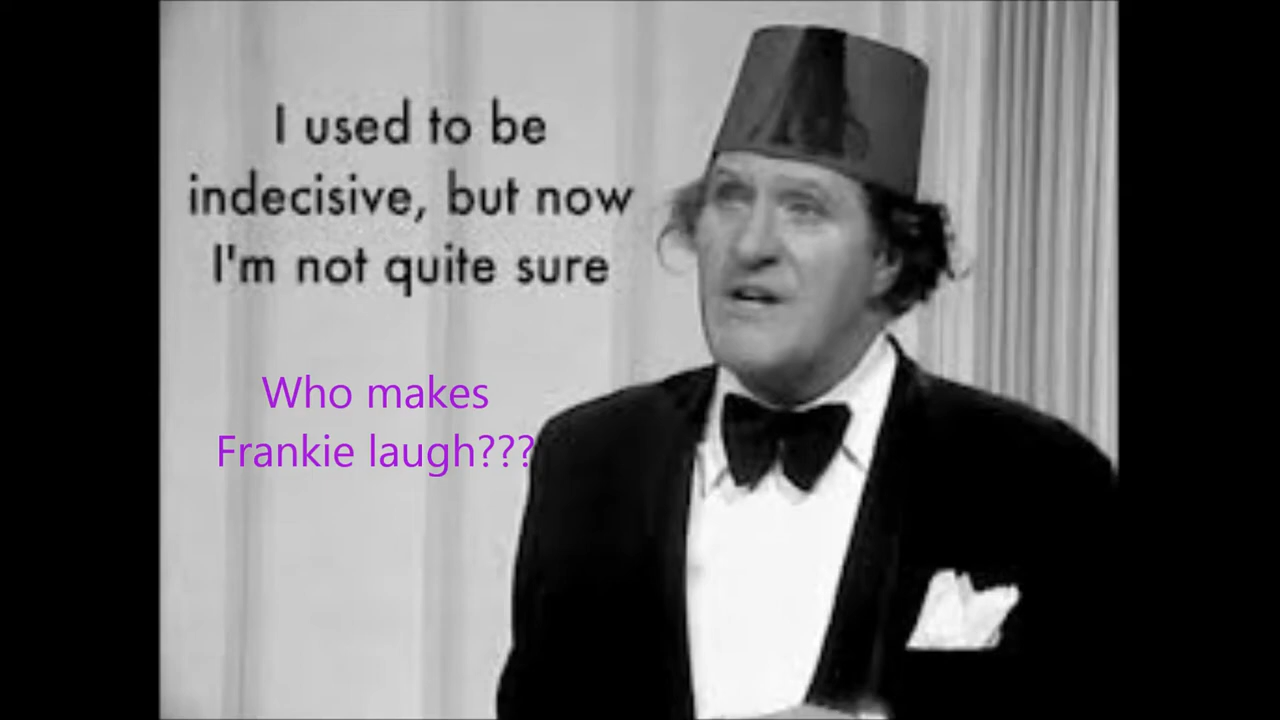 I used to be
indecisive, but now
I'm not quite sure
Who makes
Frankie laugh???